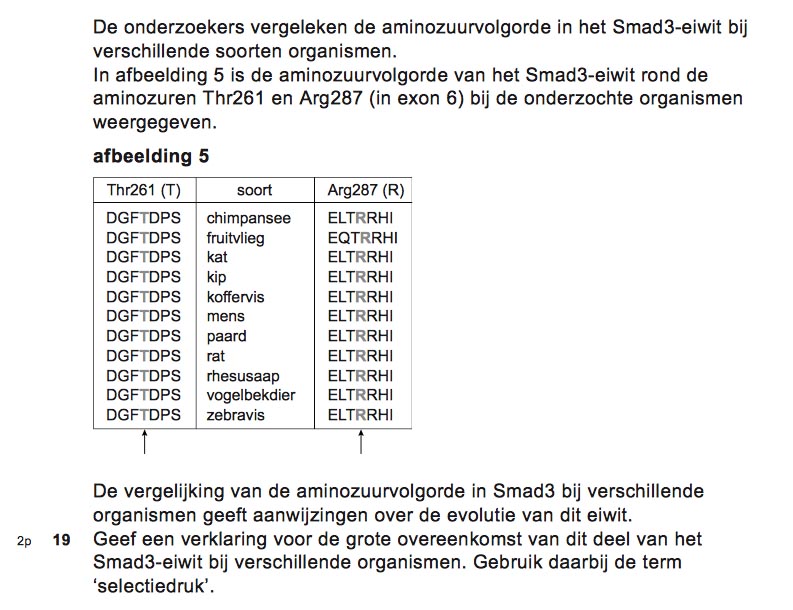 De onderzoekers vergeleken de aminozuurvolgorde in het Smad3-eiwit bij
verschillende soorten organismen.
In afbeelding 5 is de aminozuurvolgorde van het Smad3-eiwit rond de
aminozuren Thr261 en Arg287 (in exon 6) bij de onderzochte organismen
weergegeven.
afbeelding 5
Thr261 (T) soort Arg287 (R)
DGFTDPS chimpansee ELTRRHI
DGFTDPS fruitvlieg EQTRRHI
DGFTDPS kat ELTRRHI
DGFTDPS kip ELTRRHI
DGFTDPS koffervis ELTRRHI
DGFTDPS mens ELTRRHI
DGFTDPS paard ELTRRHI
DGFTDPS rat ELTRRHI
DGFTDPS rhesusaap ELTRRHI
DGFTDPS vogelbekdier ELTRRHI
DGFTDPS zebravis ELTRRHI
De vergelijking van de aminozuurvolgorde in Smad3 bij verschillende
organismen geeft aanwijzingen over de evolutie van dit eiwit.
2p 19 Geef een verklaring voor de grote overeenkomst van dit deel van het
Smad3-eiwit bij verschillende organismen. Gebruik daarbij de term
‘selectiedruk’.